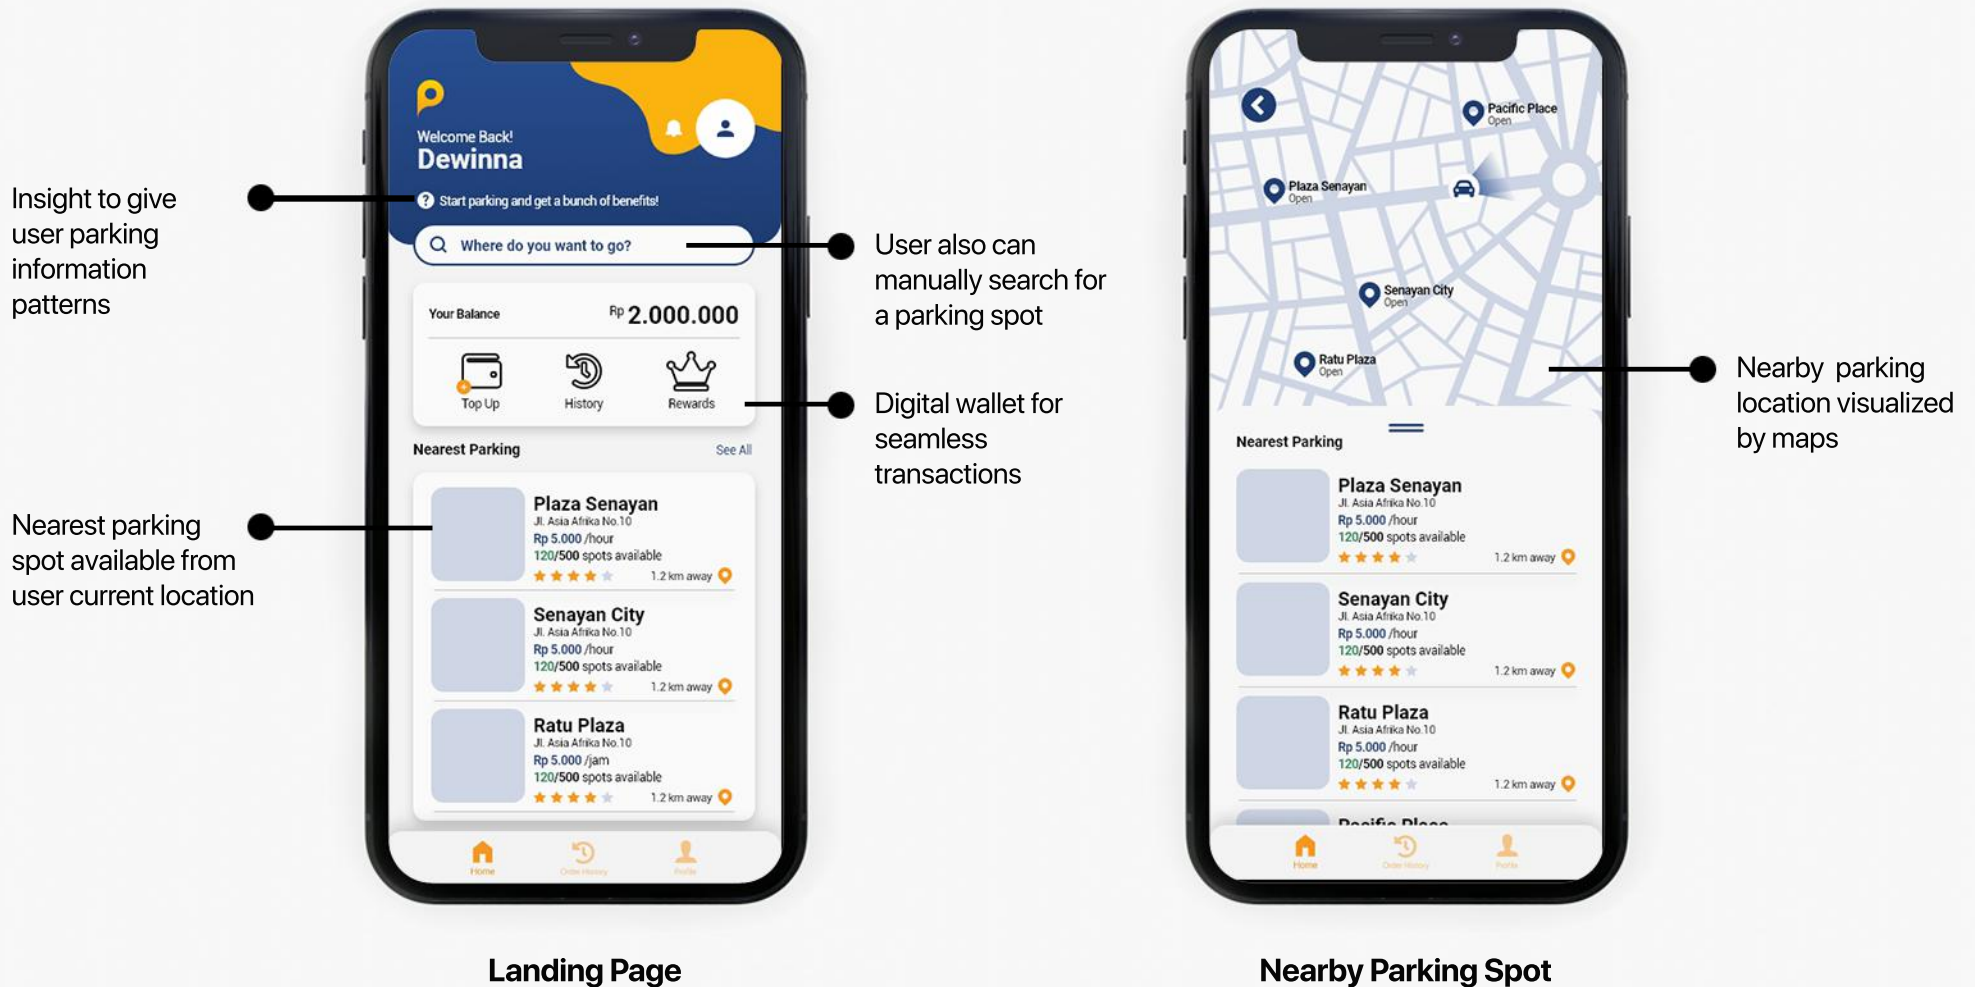 Insight to give
user parking
information
patterns
Nearest parking
spot available from
user current location
Welcome Back!
Dewinna
? Start parking and get a bunch of benefits!
Where do you want to go?
Your Balance
Rp 2.000.000
Top Up
History
Rewards
Nearest Parking
See All
Plaza Senayan
Jl. Asia Afrika No.10
Rp 5.000 /hour
120/500 spots available
1.2 km away
Senayan City
Jl. Asia Afrika No.10
Rp 5.000 /hour
120/500 spots available
1.2 km away
Ratu Plaza
Jl. Asia Afrika No.10
Rp 5.000 /jam
120/500 spots available
1.2 km away
Home
Order History
Profile
Landing Page
User also can
manually search for
a parking spot
Digital wallet for
seamless
transactions
Pacific Place
Open
Plaza Senayan
Open
Senayan City
Open
Ratu Plaza
Open
Nearest Parking
Plaza Senayan
Jl. Asia Afrika No.10
Rp 5.000 /hour
120/500 spots available
1.2 km away
Senayan City
Jl. Asia Afrika No.10
Rp 5.000 /hour
120/500 spots available
1.2 km away
Ratu Plaza
Jl. Asia Afrika No.10
Rp 5.000 /hour
120/500 spots available
1.2 km away
Pacific Place
Home
Order History
Profile
Nearby Parking Spot
Nearby parking
location visualized
by maps